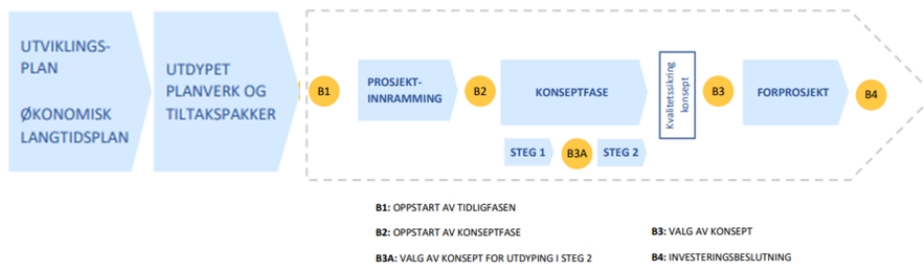 UTVIKLINGS-
PLAN
ØKONOMISK
LANGTIDSPLAN
UTDYPET
PLANVERK OG
TILTAKSPAKKER
B1
PROSJEKT-
INNRAMMING
B2
KONSEPTFASE
Kvalitetssikring
konsept
B3
FORPROSJEKT
B4
STEG 1
B3A
STEG 2
B1: OPPSTART AV TIDLIGFASEN
B2: OPPSTART AV KONSEPTFASE
B3A: VALG AV KONSEPT FOR UTDYPING I STEG 2
B3: VALG AV KONSEPT
B4: INVESTERINGSBESLUTNING